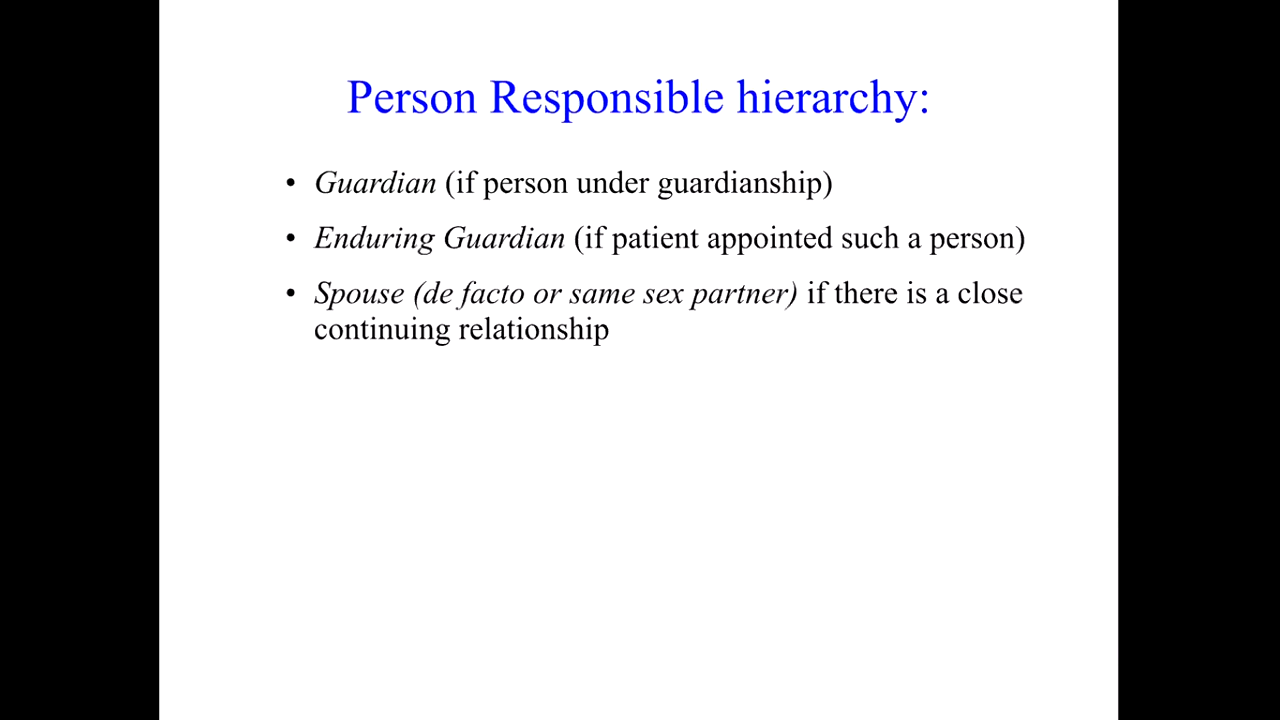 Person Responsible hierarchy:
• Guardian (if person under guardianship)
• Enduring Guardian (if patient appointed such a person)
• Spouse (de facto or same sex partner) if there is a close
continuing relationship